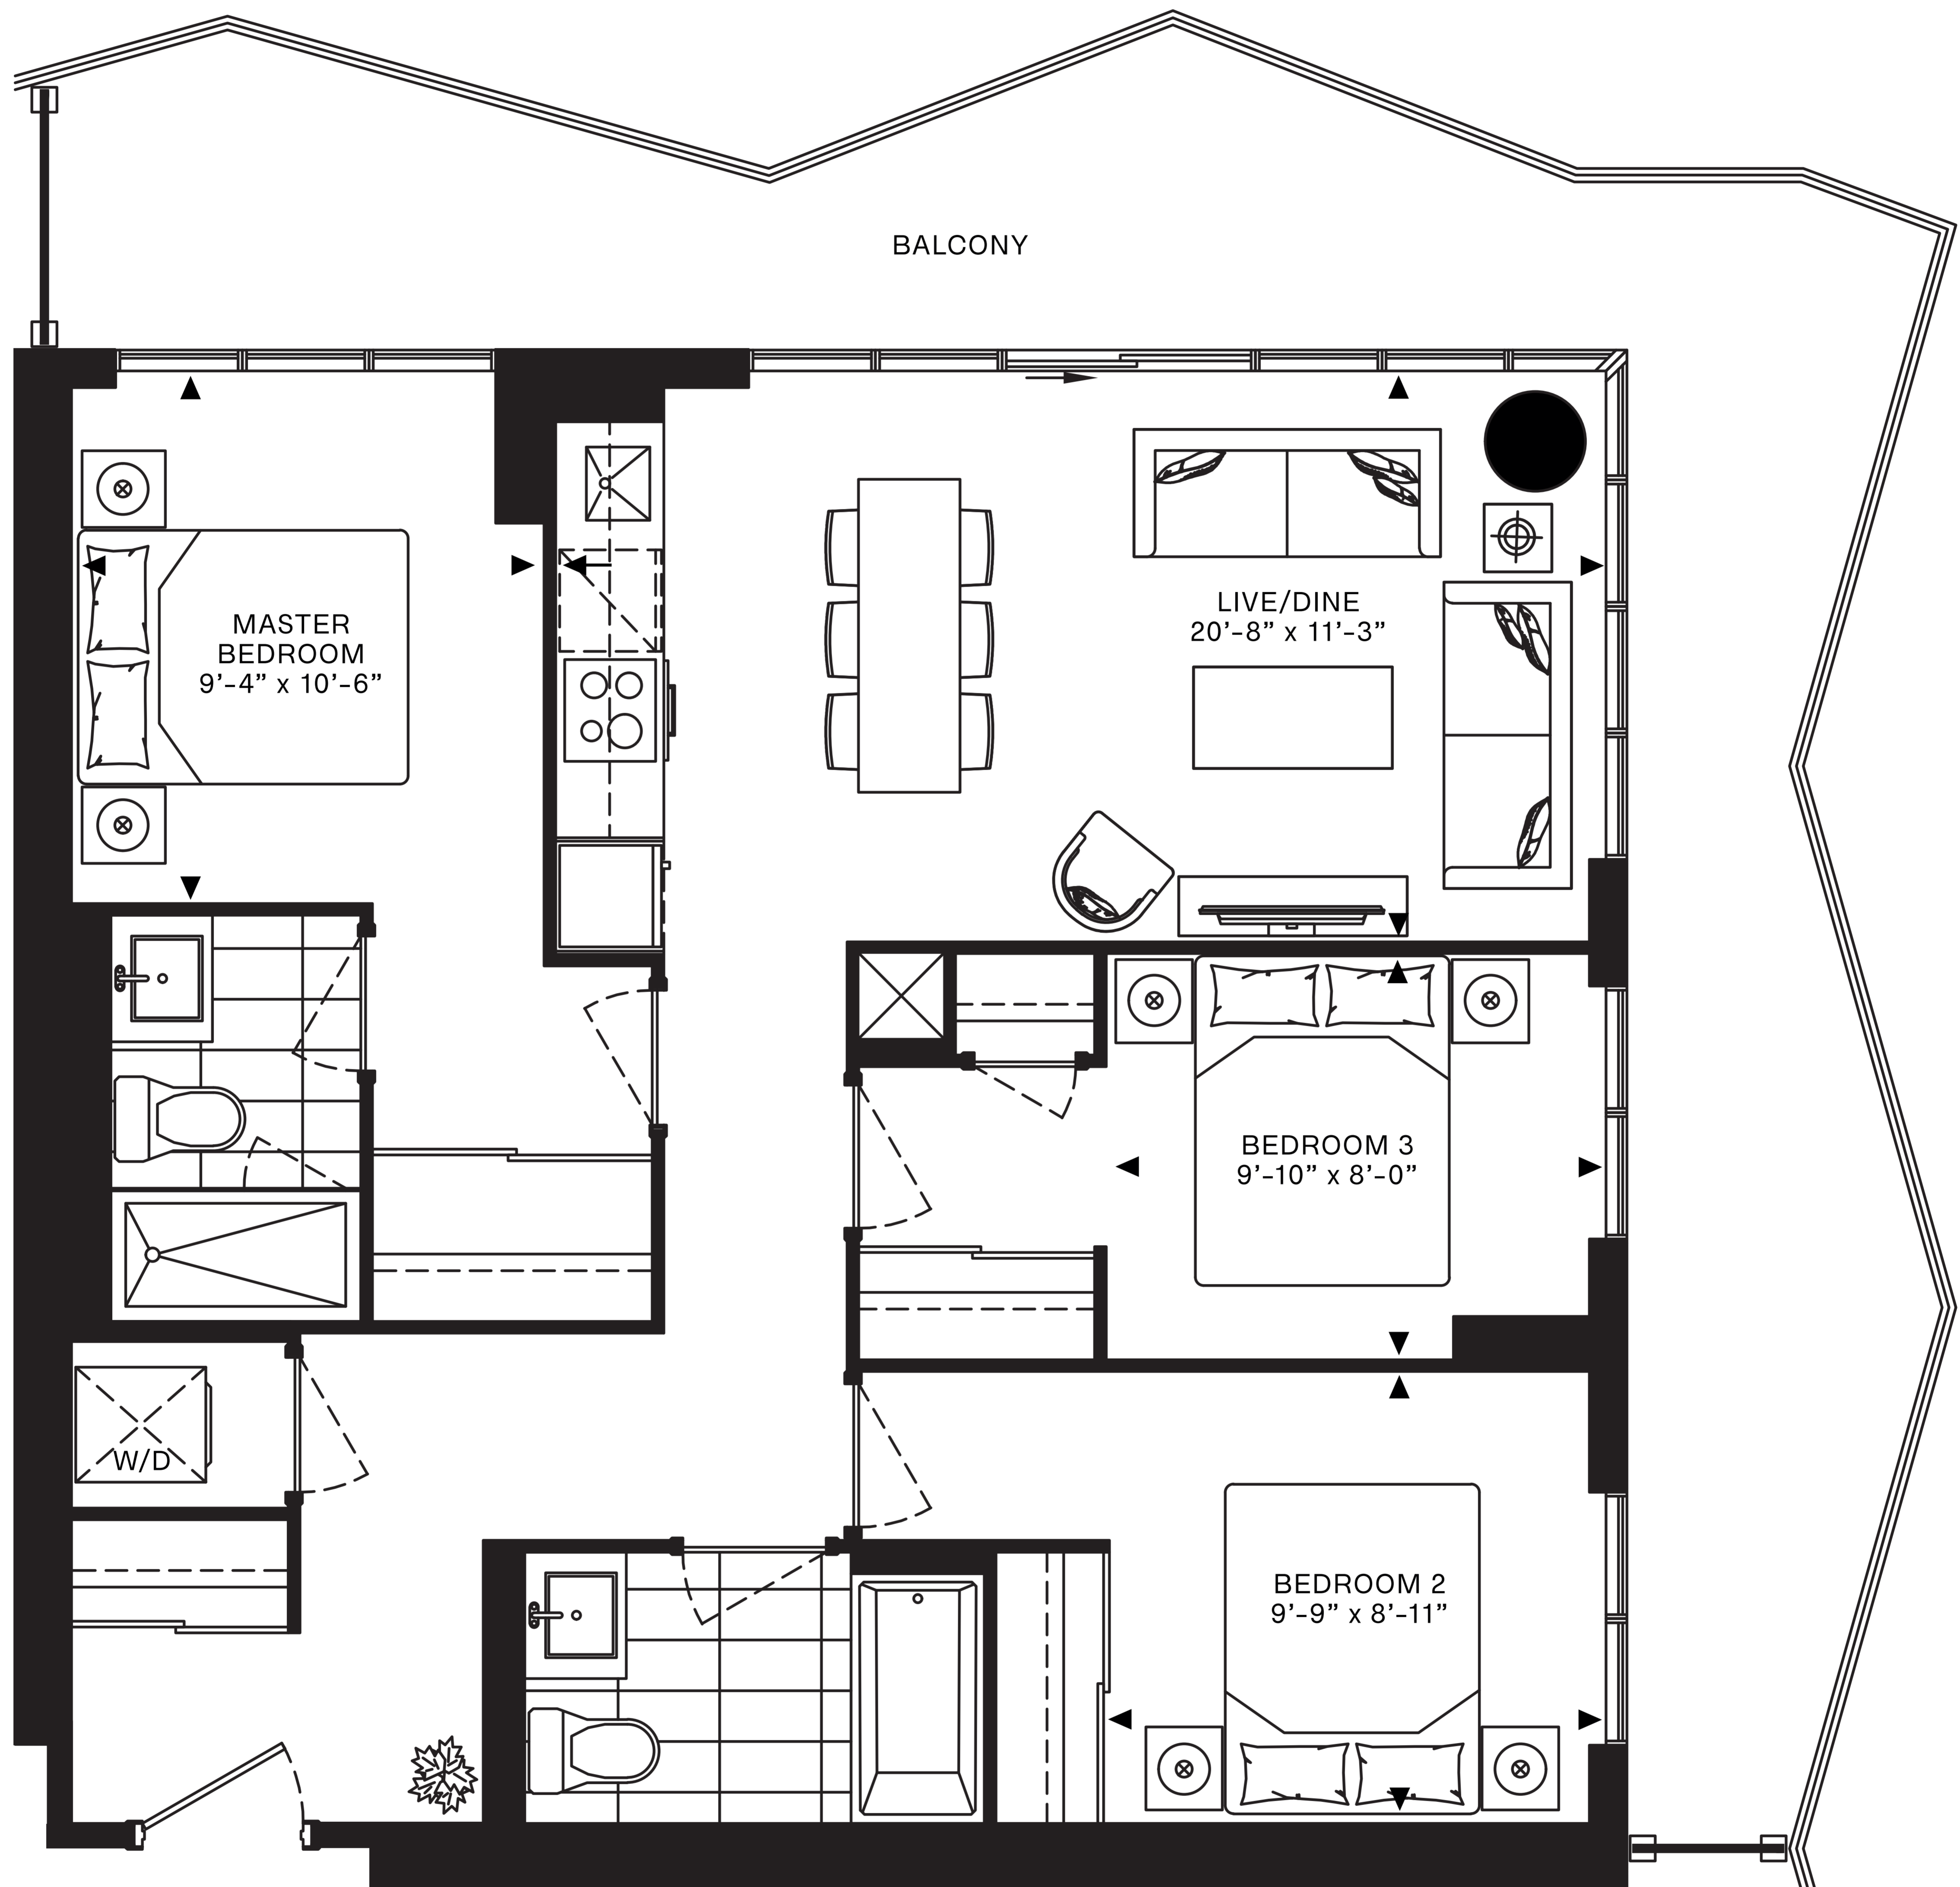 BALCONY
LIVE/DINE
20’-8” x 11’-3”
MASTER
BEDROOM
9’-4” x 10’-6”
BEDROOM 3
9’-10” x 8’-0”
W/D
BEDROOM 2
9’-9” x 8’-11”